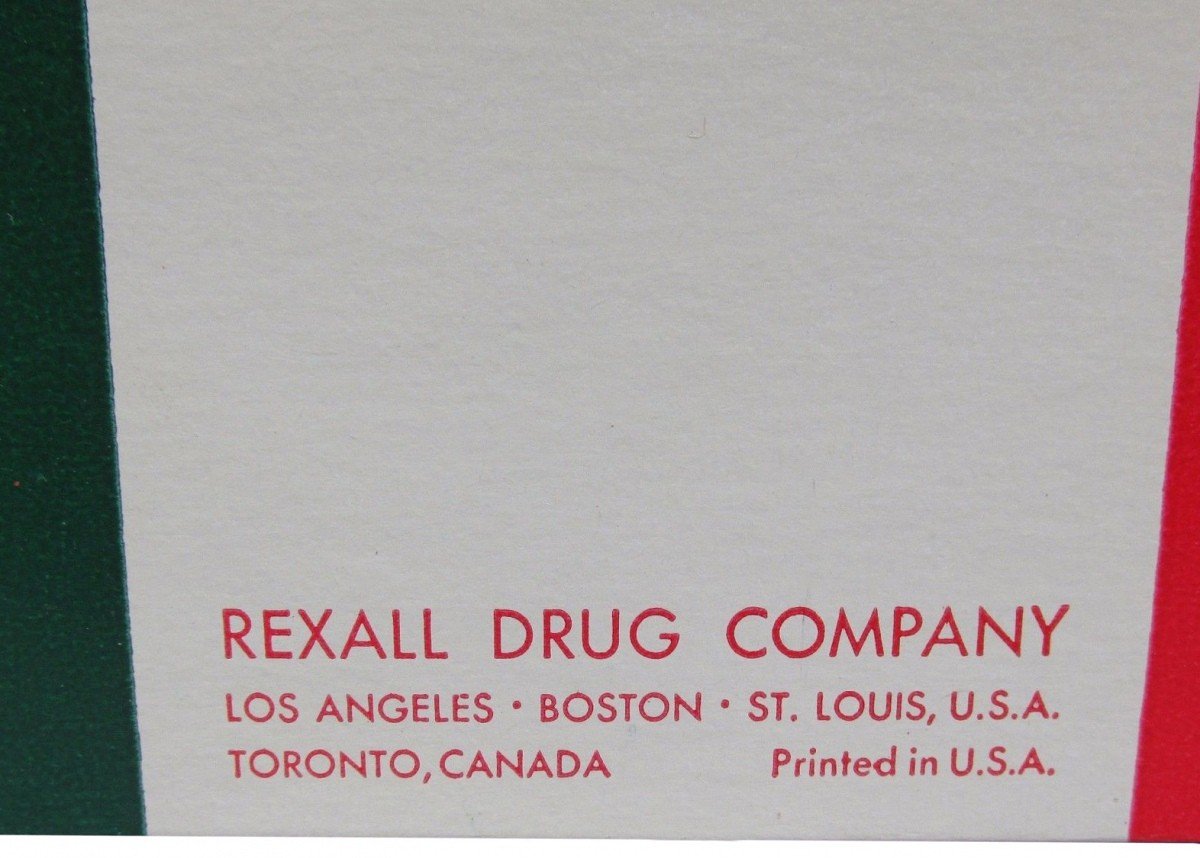 REXALL DRUG COMPANY
LOS ANGELES · BOSTON · ST. LOUIS, U.S.A.
TORONTO, CANADA Printed in U.S.A.